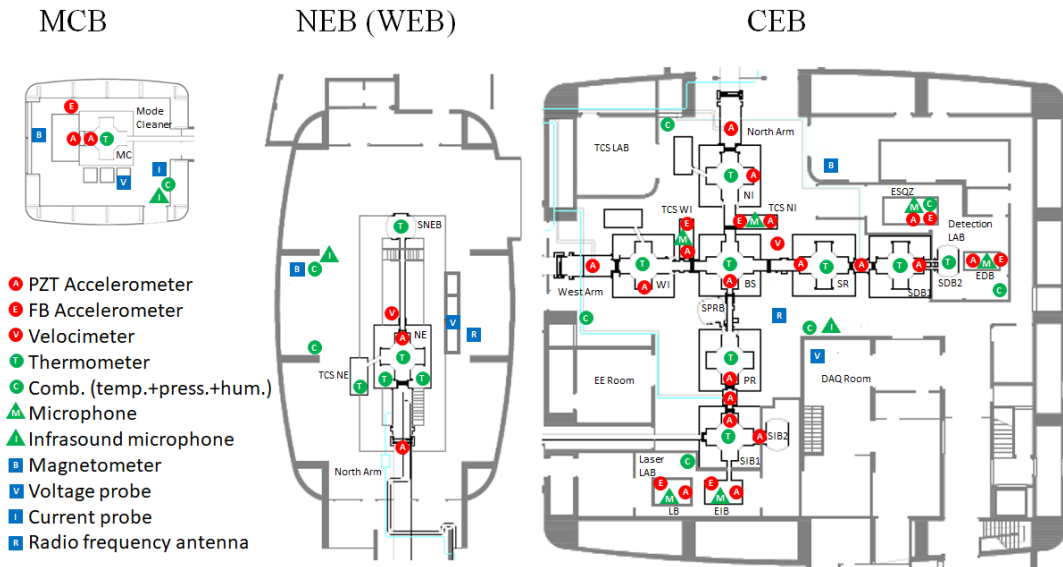 MCB
NEB (WEB)
CEB
E
Mode
Cleaner
B
A
A
T
MC
I
V
C
I
A PZT Accelerometer
E FB Accelerometer
V Velocimeter
T Thermometer
C Comb. (temp.+press.+hum.)
M Microphone
I Infrasound microphone
B Magnetometer
V Voltage probe
I Current probe
R Radio frequency antenna
SNEB
T
I
B
C
V
V
R
C
NE
A
T
TCS NE
T
T
T
A
North Arm
C
A
North Arm
TCS LAB
B
T
A
NI
ESQZ
M
C
A
E
TCS WI
TCS NI
E
M
A
E
M
A
V
Detection
LAB
A
T
A
WI
West Arm
T
A
BS
A
T
SR
A
T
A
SDB1
T
SDB2
A
M
E
EDB
C
SPRB
C
R
C
I
EE Room
T
PR
A
A
V
DAQ Room
A
T
A
SIB2
SIB1
Laser
LAB
C
E
M
A
LB
E
M
A
EIB